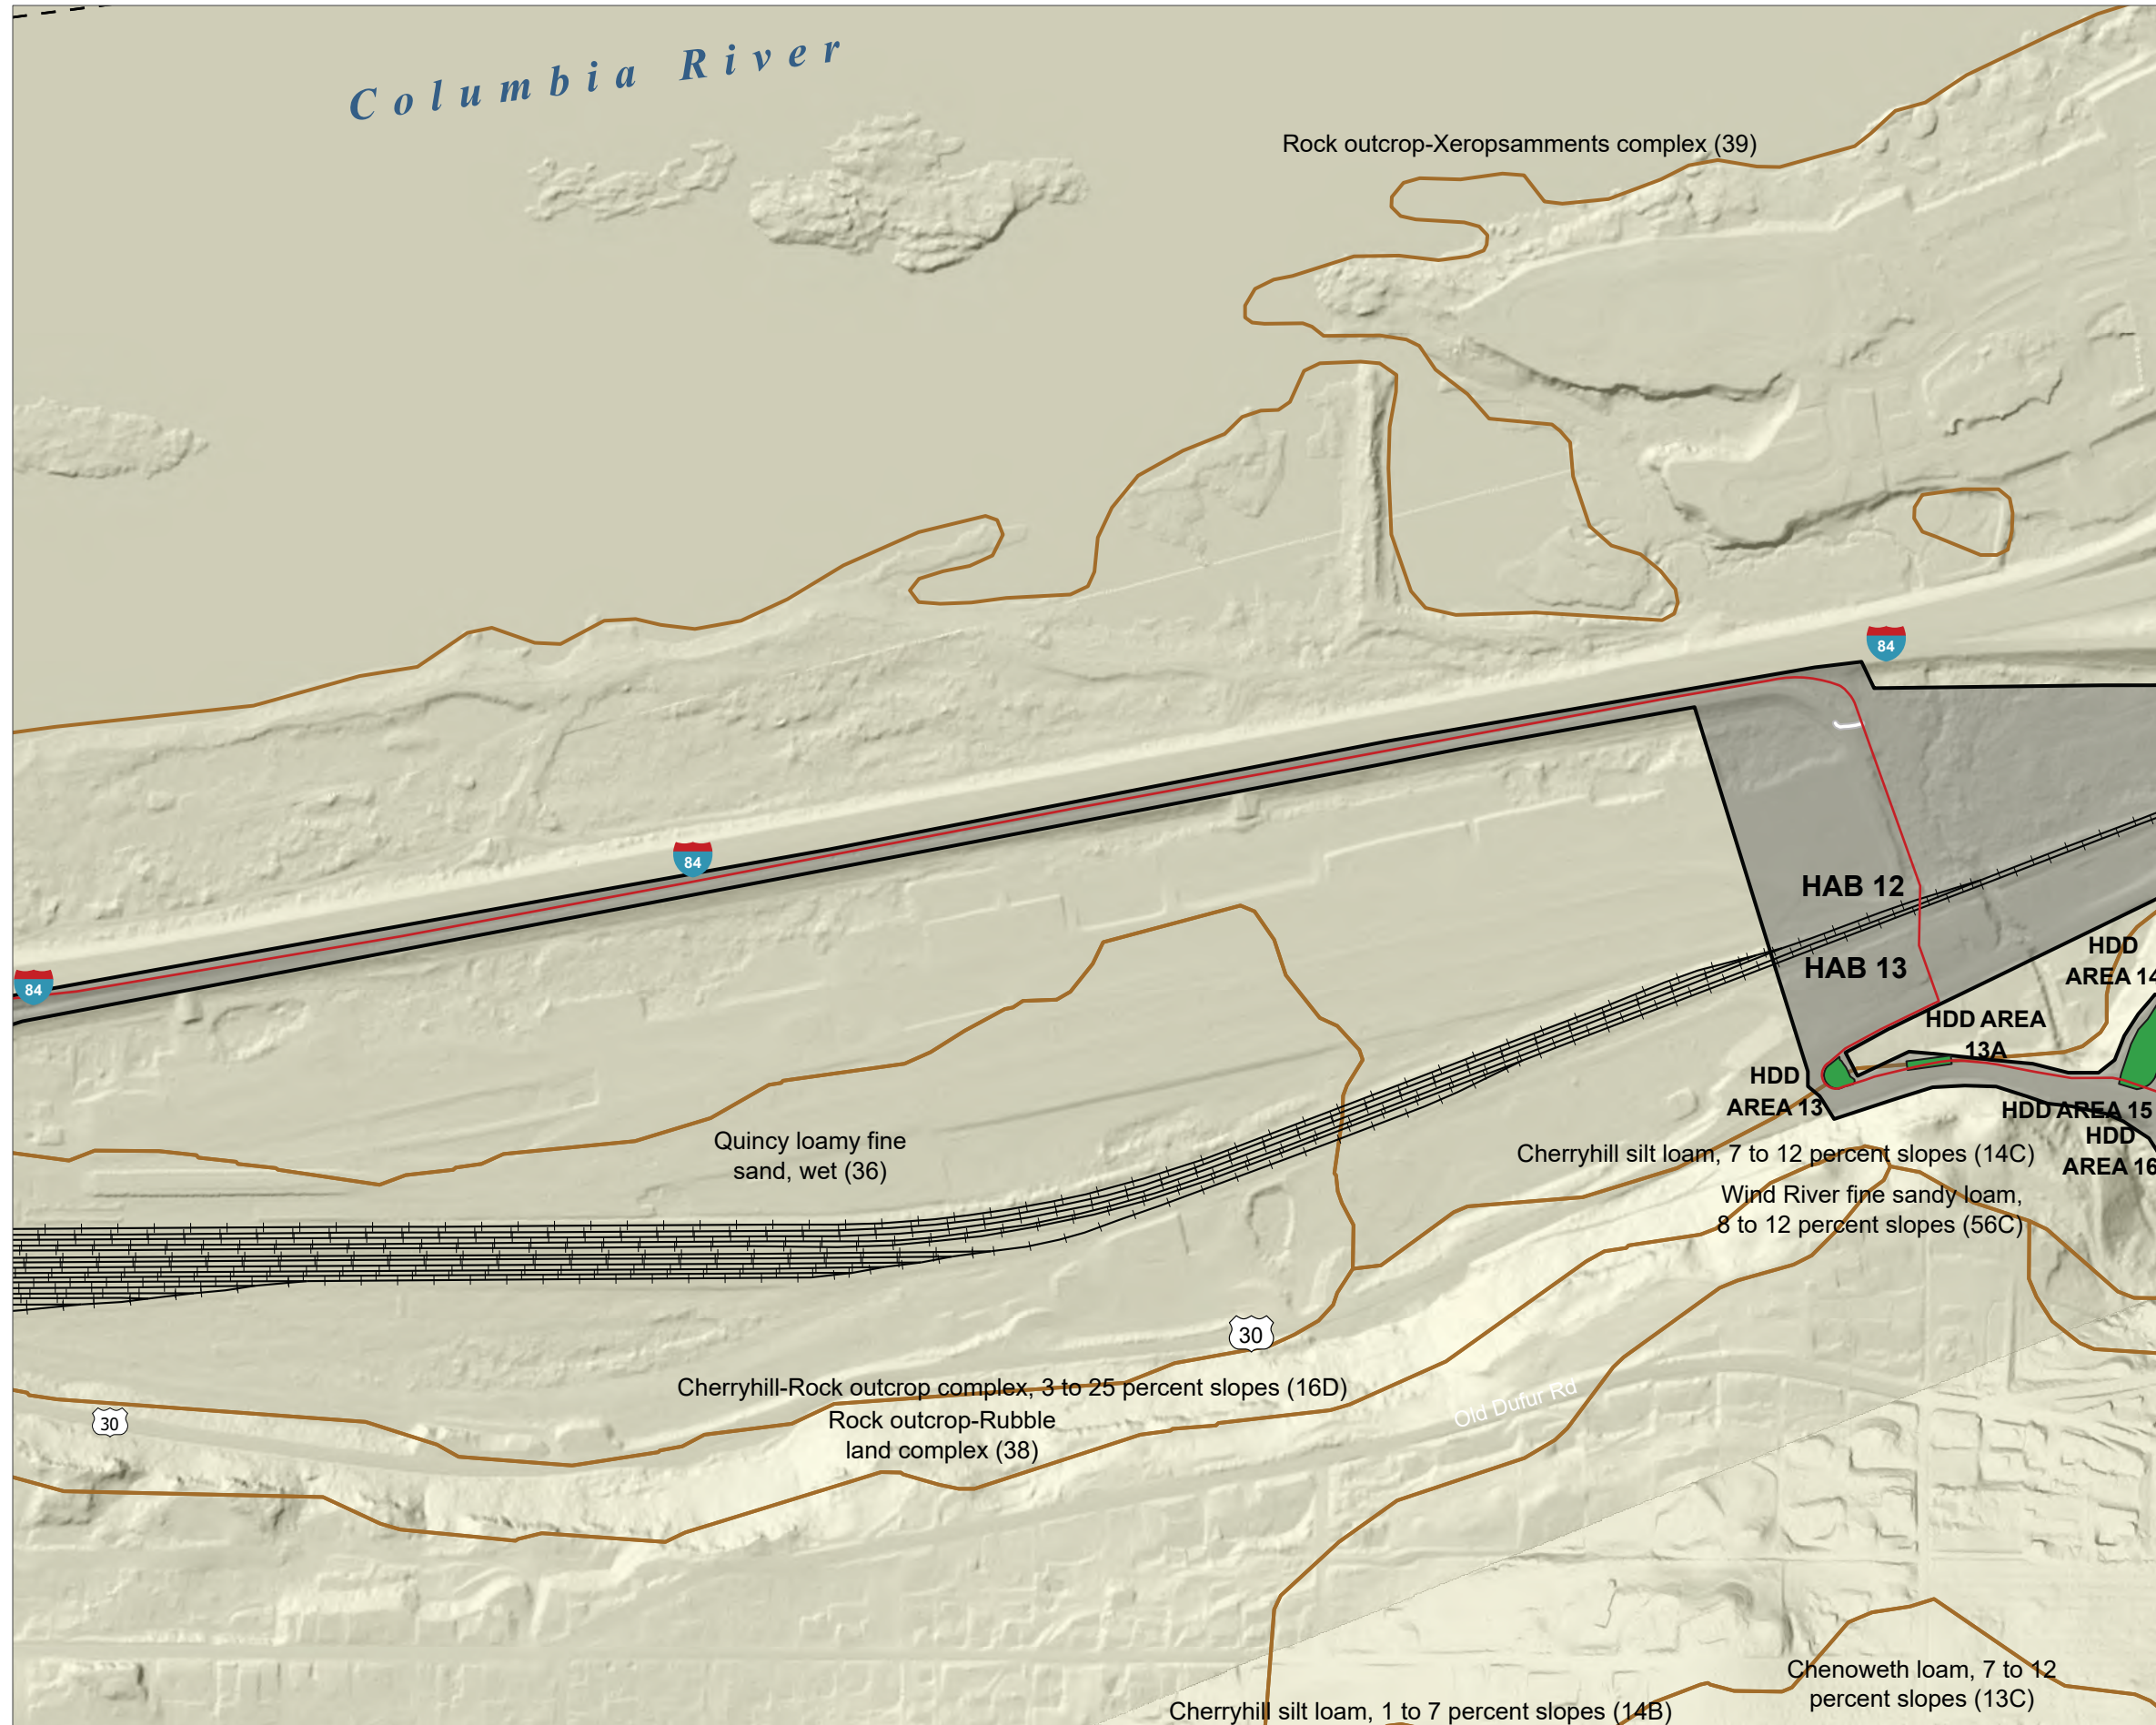 Columbia River
Rock outcrop-Xeropsamments complex (39)
84
84
HAB 12
HDD
AREA 14
HAB 13
84
HDD AREA
13A
HDD
AREA 13
HDD AREA 15
HDD
AREA 16
Quincy loamy fine
sand, wet (36)
Cherryhill silt loam, 7 to 12 percent slopes (14C)
Wind River fine sandy loam,
8 to 12 percent slopes (56C)
30
Cherryhill-Rock outcrop complex, 3 to 25 percent slopes (16D)
30
Rock outcrop-Rubble
land complex (38)
Old Dufur Rd
Chenoweth loam, 7 to 12
percent slopes (13C)
Cherryhill silt loam, 1 to 7 percent slopes (14B)